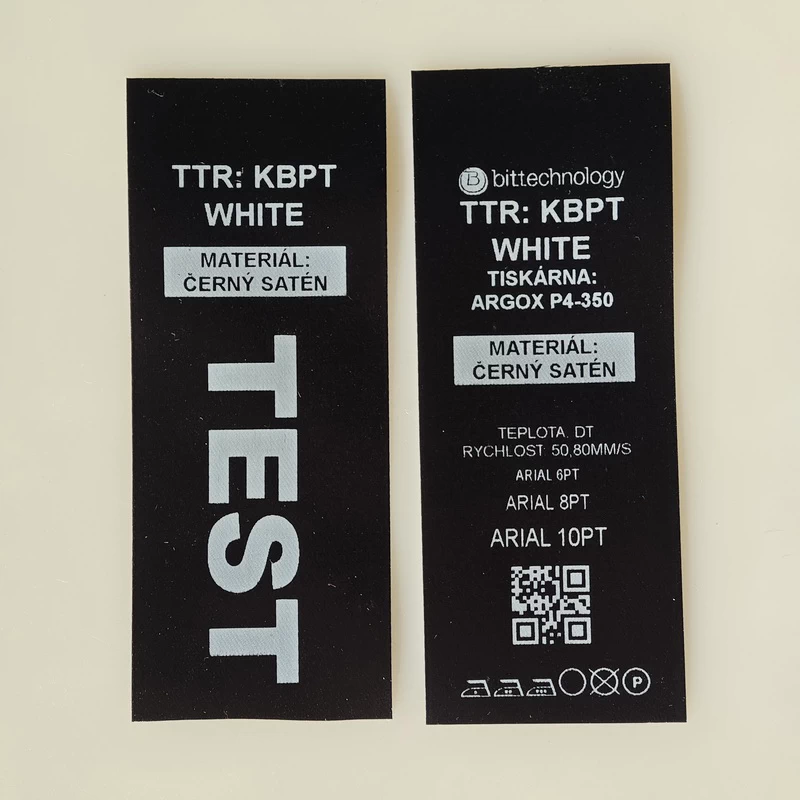 TTR: KBPT
WHITE
MATERIÁL:
ČERNÝ SATÉN
TEST
B bittechnology
TTR: KBPT
WHITE
TISKÁRNA:
ARGOX P4-350
MATERIÁL:
ČERNÝ SATÉN
TEPLOTA: DT
RYCHLOST: 50,80MM/S
ARIAL 6PT
ARIAL 8PT
ARIAL 10PT
P